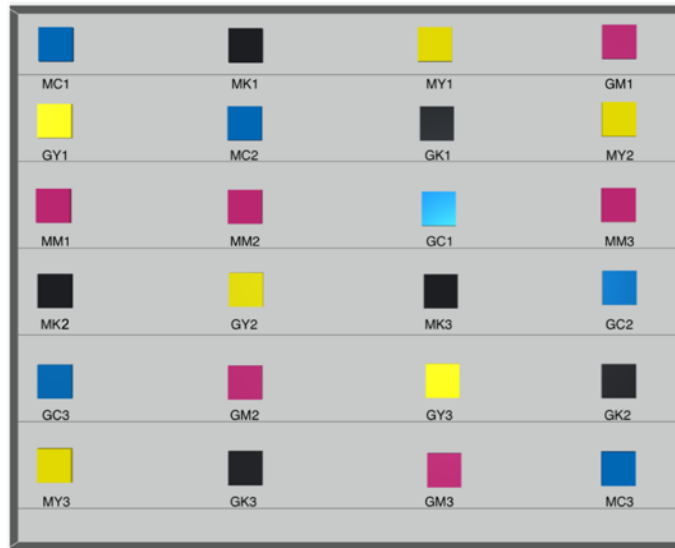 MC1 MK1 MY1 GM1
GY1 MC2 GK1 MY2
MM1 MM2 GC1 MM3
MK2 GY2 MK3 GC2
GC3 GM2 GY3 GK2
MY3 GK3 GM3 MC3